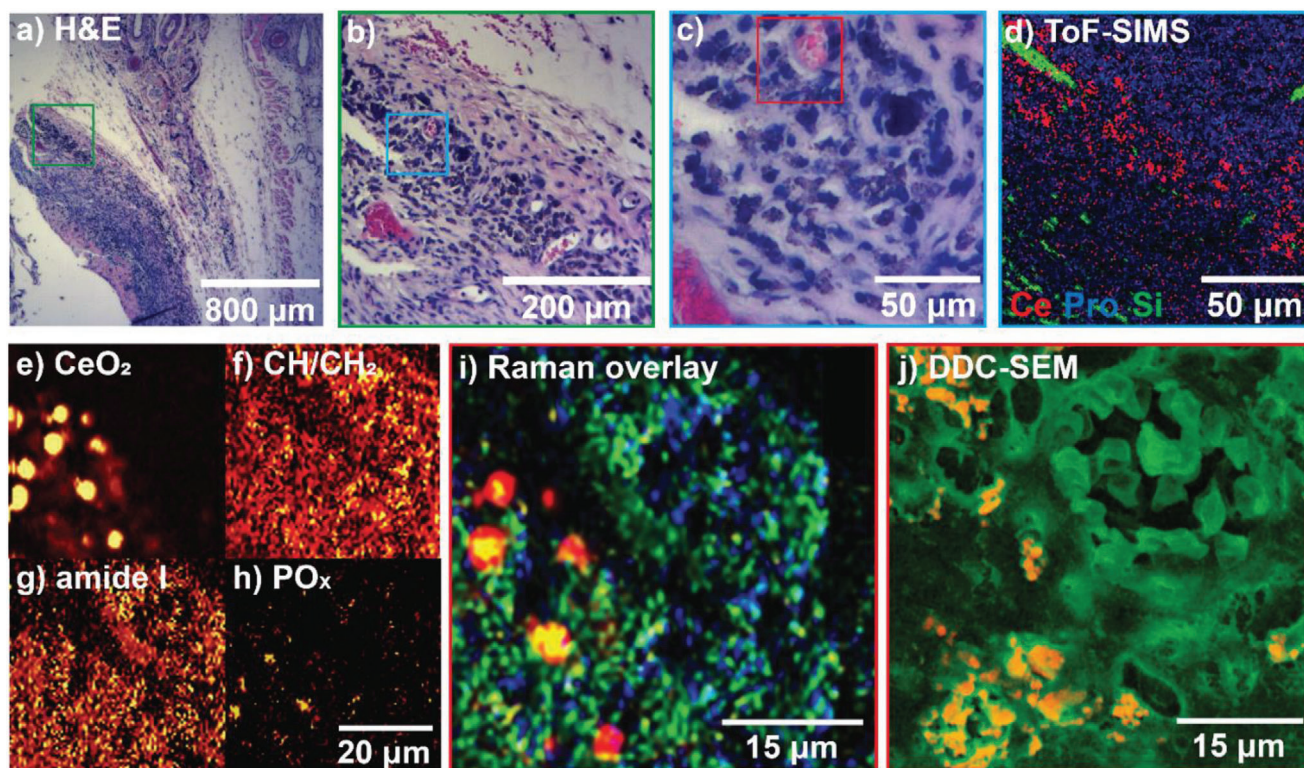 a) H&E
b)
c)
d) ToF-SIMS
800 µm
200 µm
50 µm
Ce Pro Si
50 µm
e) CeO₂
f) CH/CH₂
g) amide I
h) POₓ
20 µm
i) Raman overlay
15 µm
j) DDC-SEM
15 µm